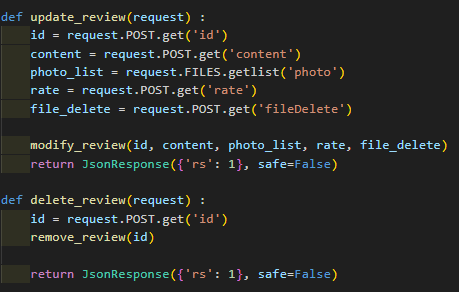 def update_review(request) :
    id = request.POST.get('id')
    content = request.POST.get('content')
    photo_list = request.FILES.getlist('photo')
    rate = request.POST.get('rate')
    file_delete = request.POST.get('fileDelete')

    modify_review(id, content, photo_list, rate, file_delete)
    return JsonResponse({'rs': 1}, safe=False)

def delete_review(request) :
    id = request.POST.get('id')
    remove_review(id)

    return JsonResponse({'rs': 1}, safe=False)